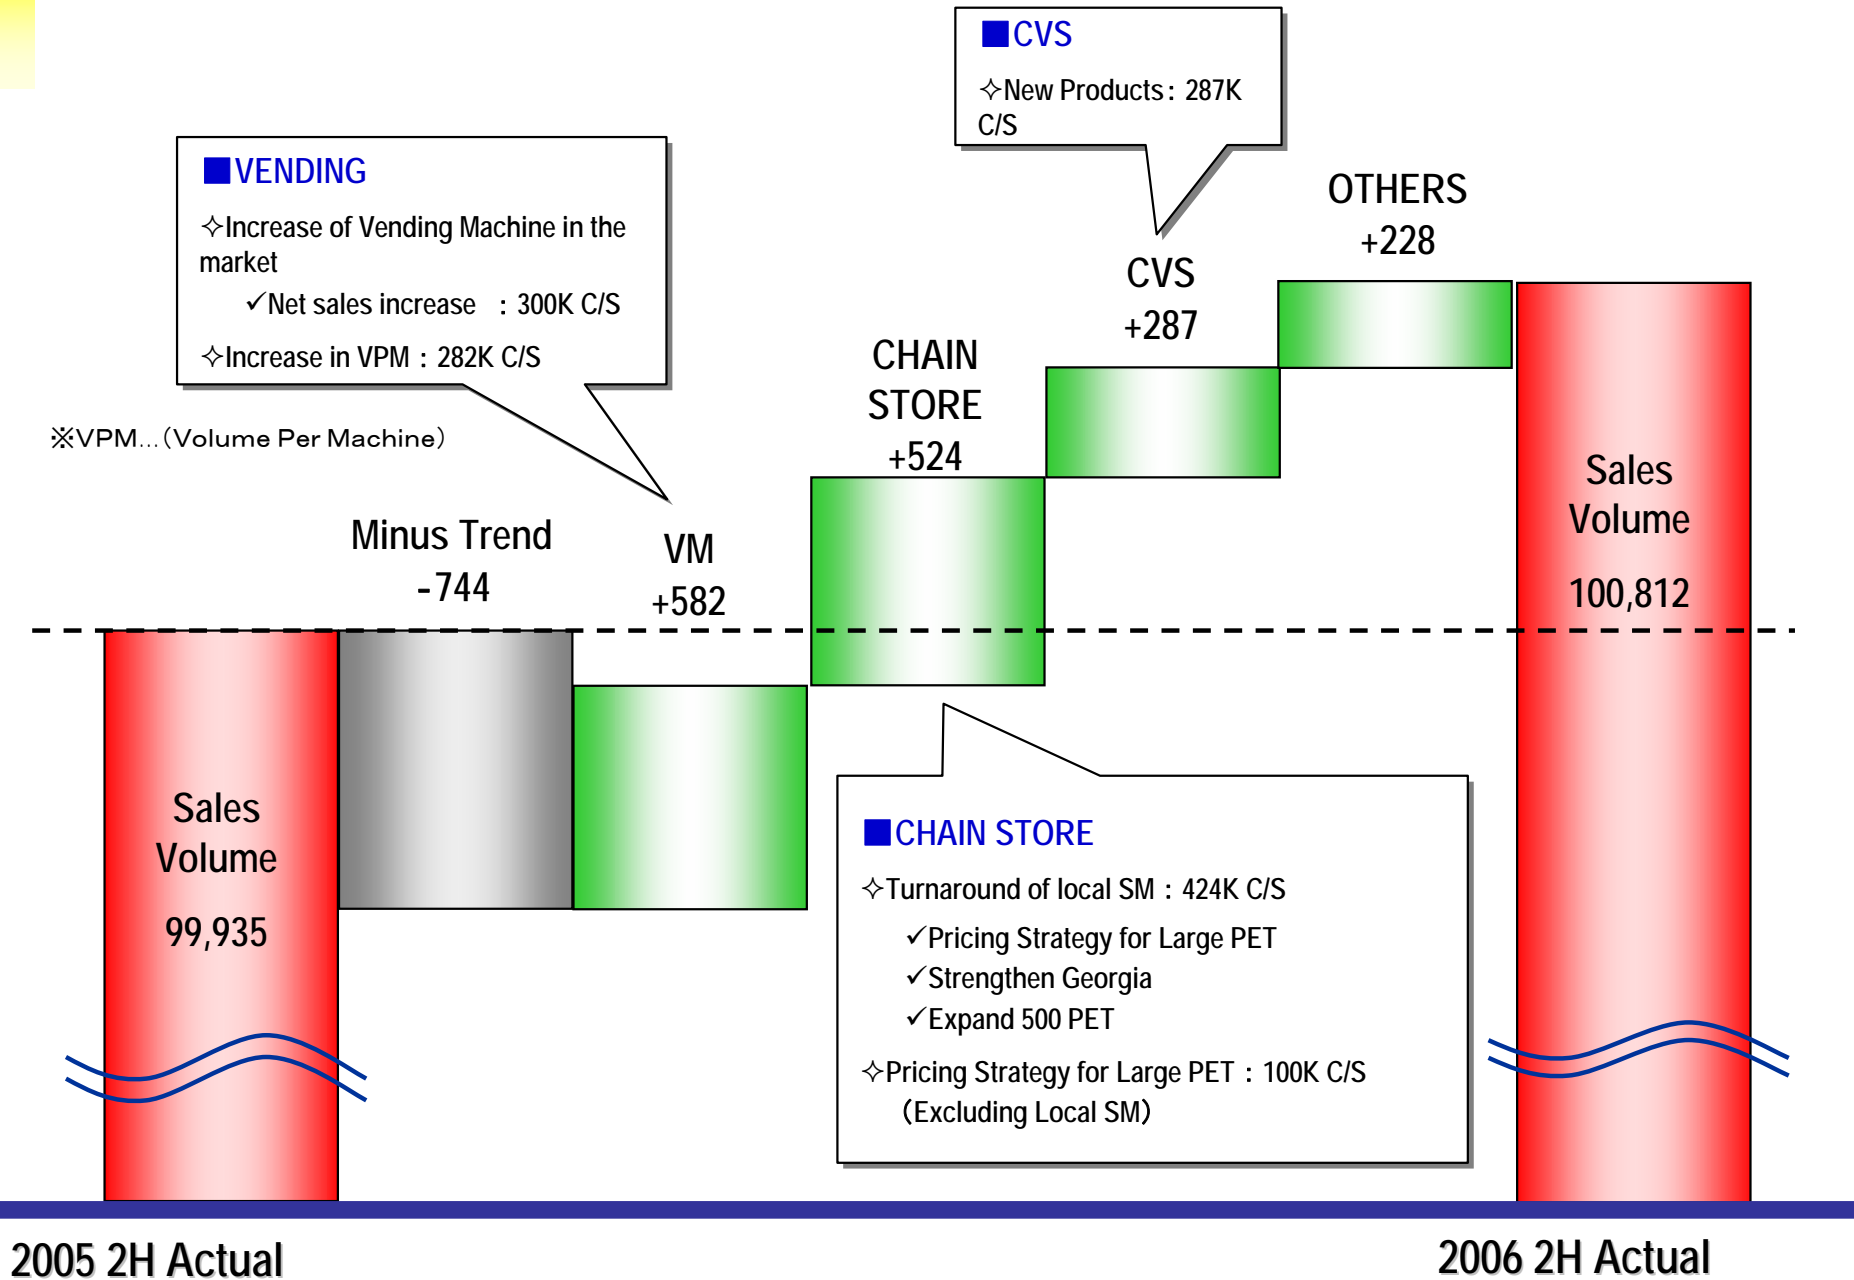 ■CVS
✧New Products：287K
C/S
■VENDING
✧Increase of Vending Machine in the
market
✓Net sales increase ：300K C/S
✧Increase in VPM：282K C/S
※VPM…（Volume Per Machine）
OTHERS
+228
CVS
+287
CHAIN
STORE
+524
Minus Trend
-744
VM
+582
Sales
Volume
100,812
Sales
Volume
99,935
■CHAIN STORE
✧Turnaround of local SM：424K C/S
✓Pricing Strategy for Large PET
✓Strengthen Georgia
✓Expand 500 PET
✧Pricing Strategy for Large PET：100K C/S
（Excluding Local SM）
2005 2H Actual
2006 2H Actual